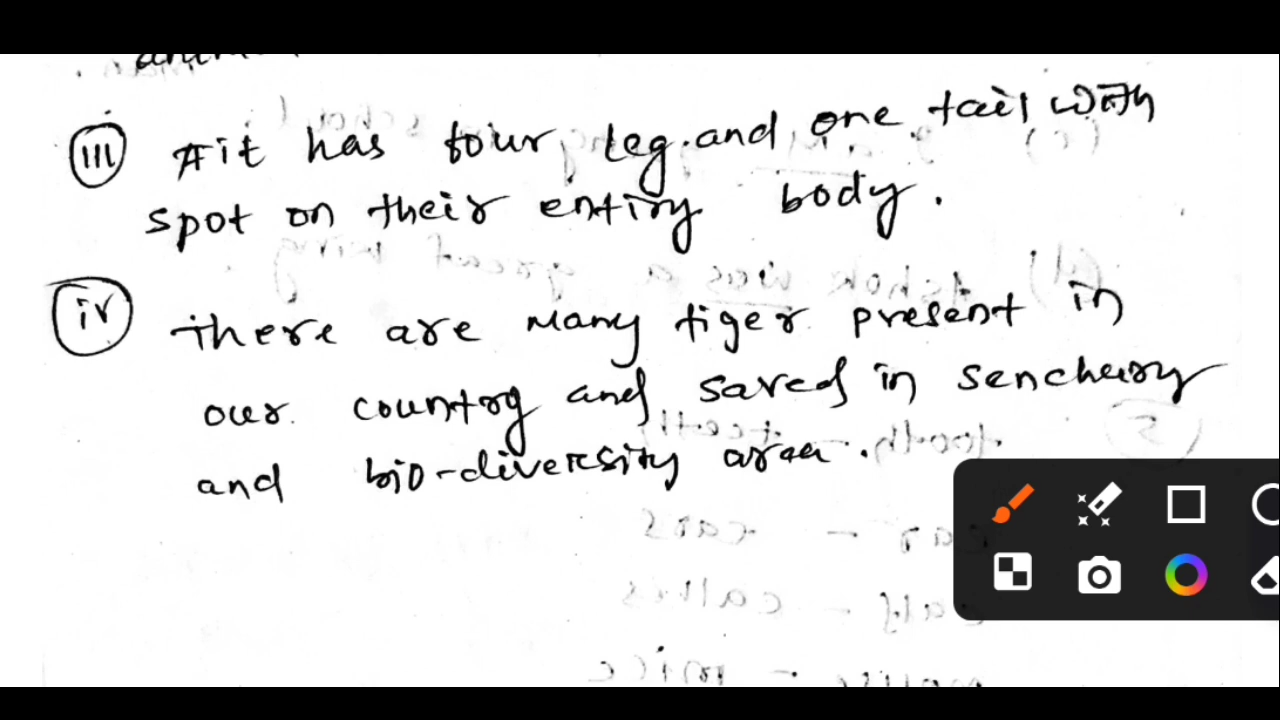 (iii) it has four leg. and one tail with
spot on their entiry body.
(iv) there are Many tiger present in
our country and saved in senchury
and bio-diversity area.